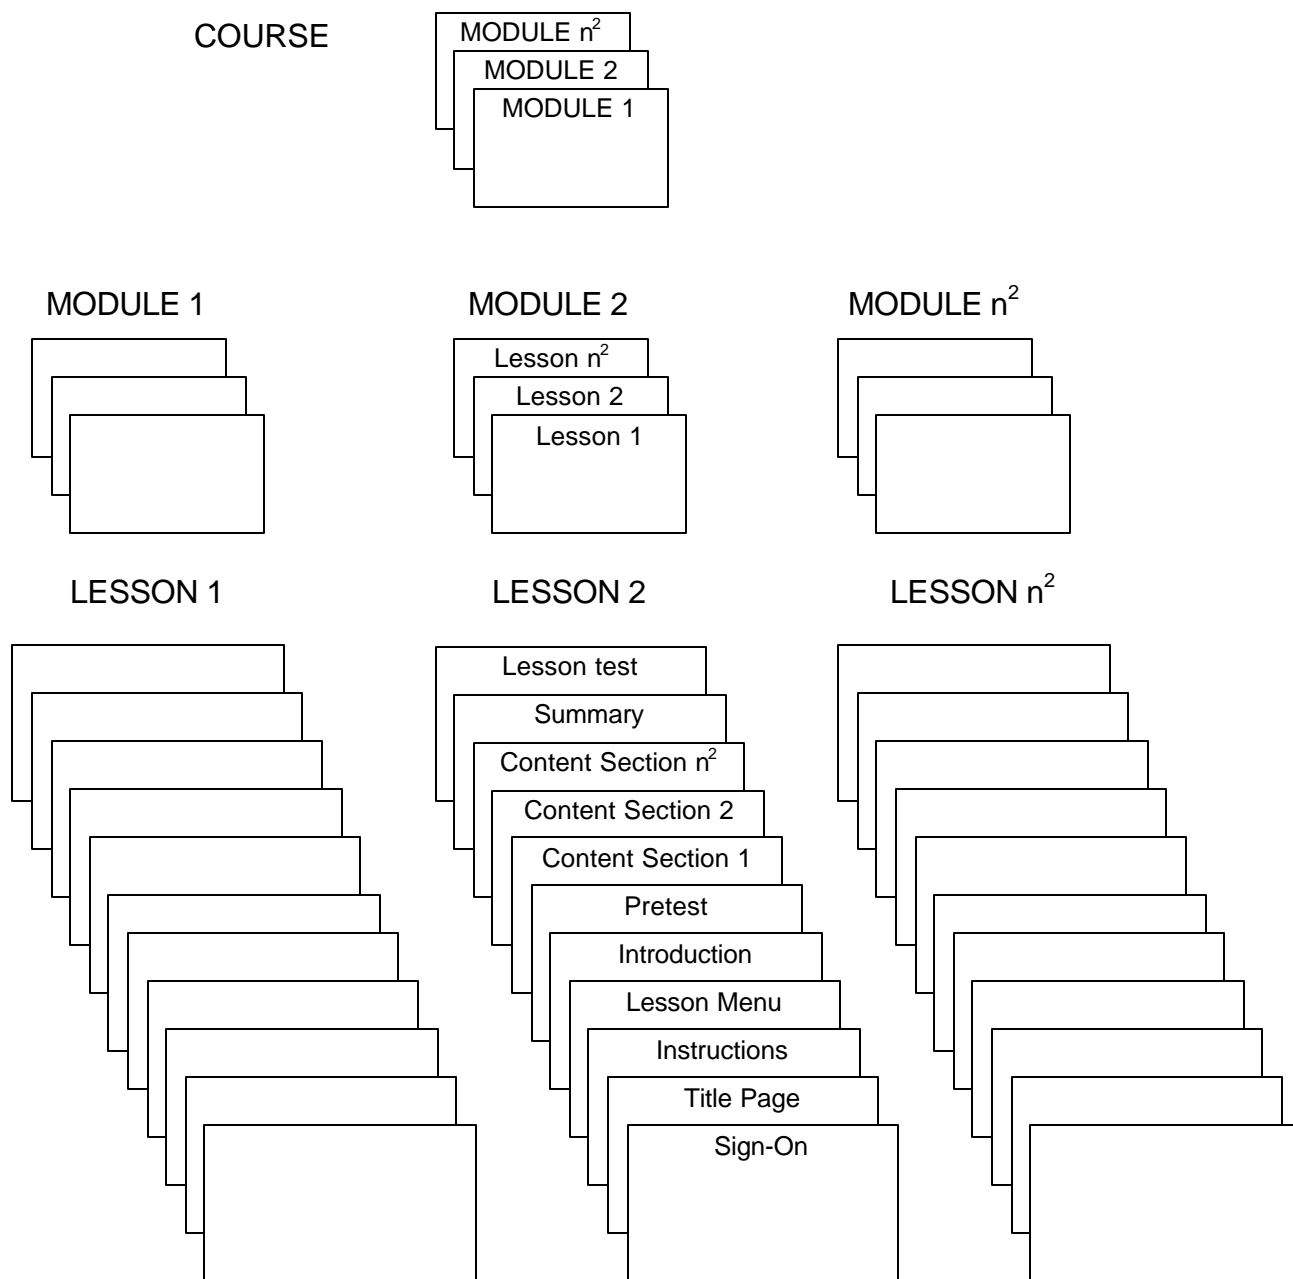 COURSE
MODULE n²
MODULE 2
MODULE 1
MODULE 1
MODULE 2
MODULE n²
Lesson n²
Lesson 2
Lesson 1
LESSON 1
LESSON 2
LESSON n²
Lesson test
Summary
Content Section n²
Content Section 2
Content Section 1
Pretest
Introduction
Lesson Menu
Instructions
Title Page
Sign-On